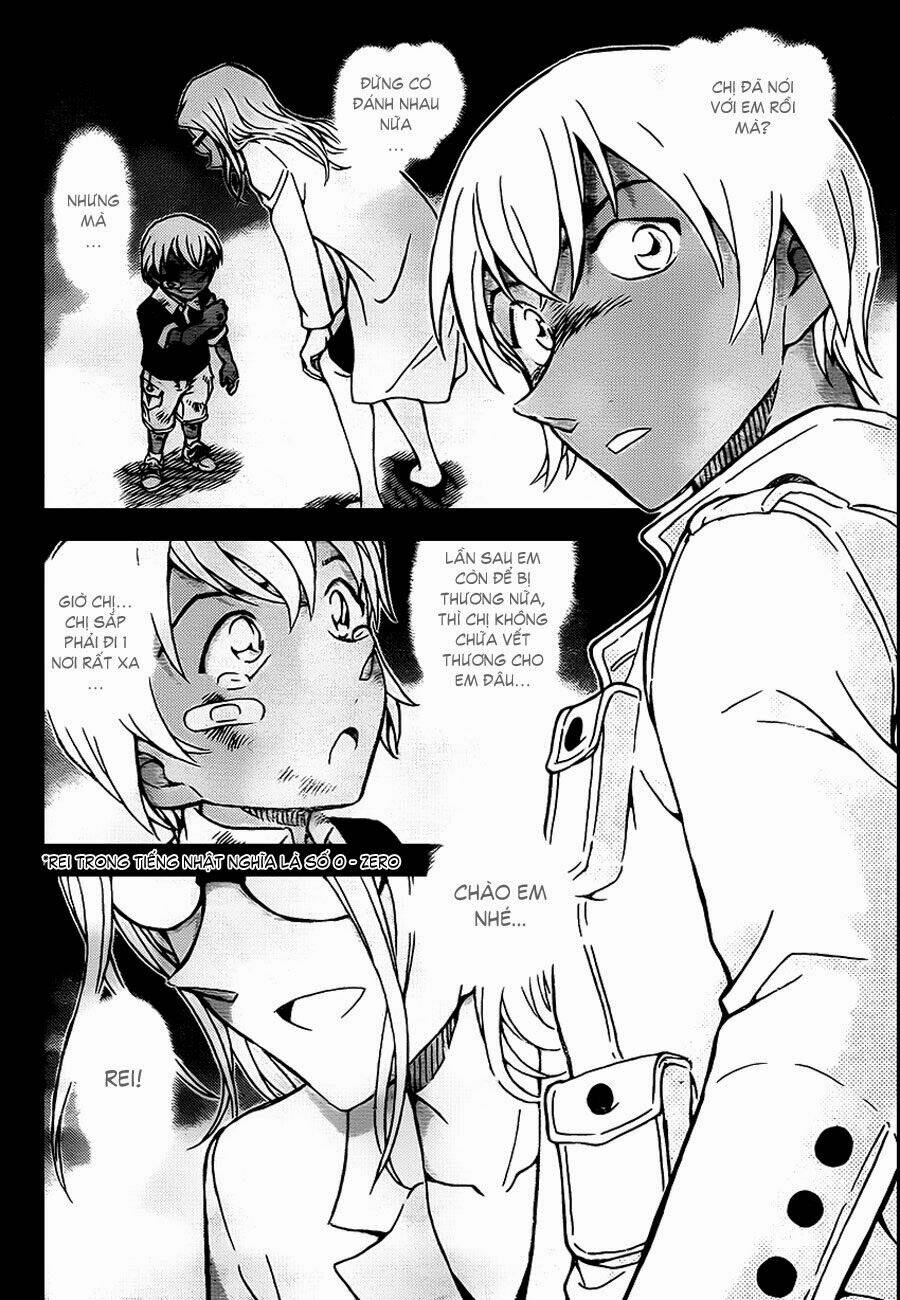 CHỊ ĐÃ NÓI
VỚI EM RỒI
MÀ?
ĐỪNG CÓ
ĐÁNH NHAU
NỮA
...
NHƯNG
MÀ
...
LẦN SAU EM
CÒN ĐỂ BỊ
THƯƠNG NỮA,
THÌ CHỊ KHÔNG
CHỮA VẾT
THƯƠNG CHO
EM ĐÂU...
GIỜ CHỊ...
CHỊ SẮP
PHẢI ĐI 1
NƠI RẤT XA
...
*REI TRONG TIẾNG NHẬT NGHĨA LÀ SỐ 0 - ZERO
CHÀO EM
NHÉ...
REI!